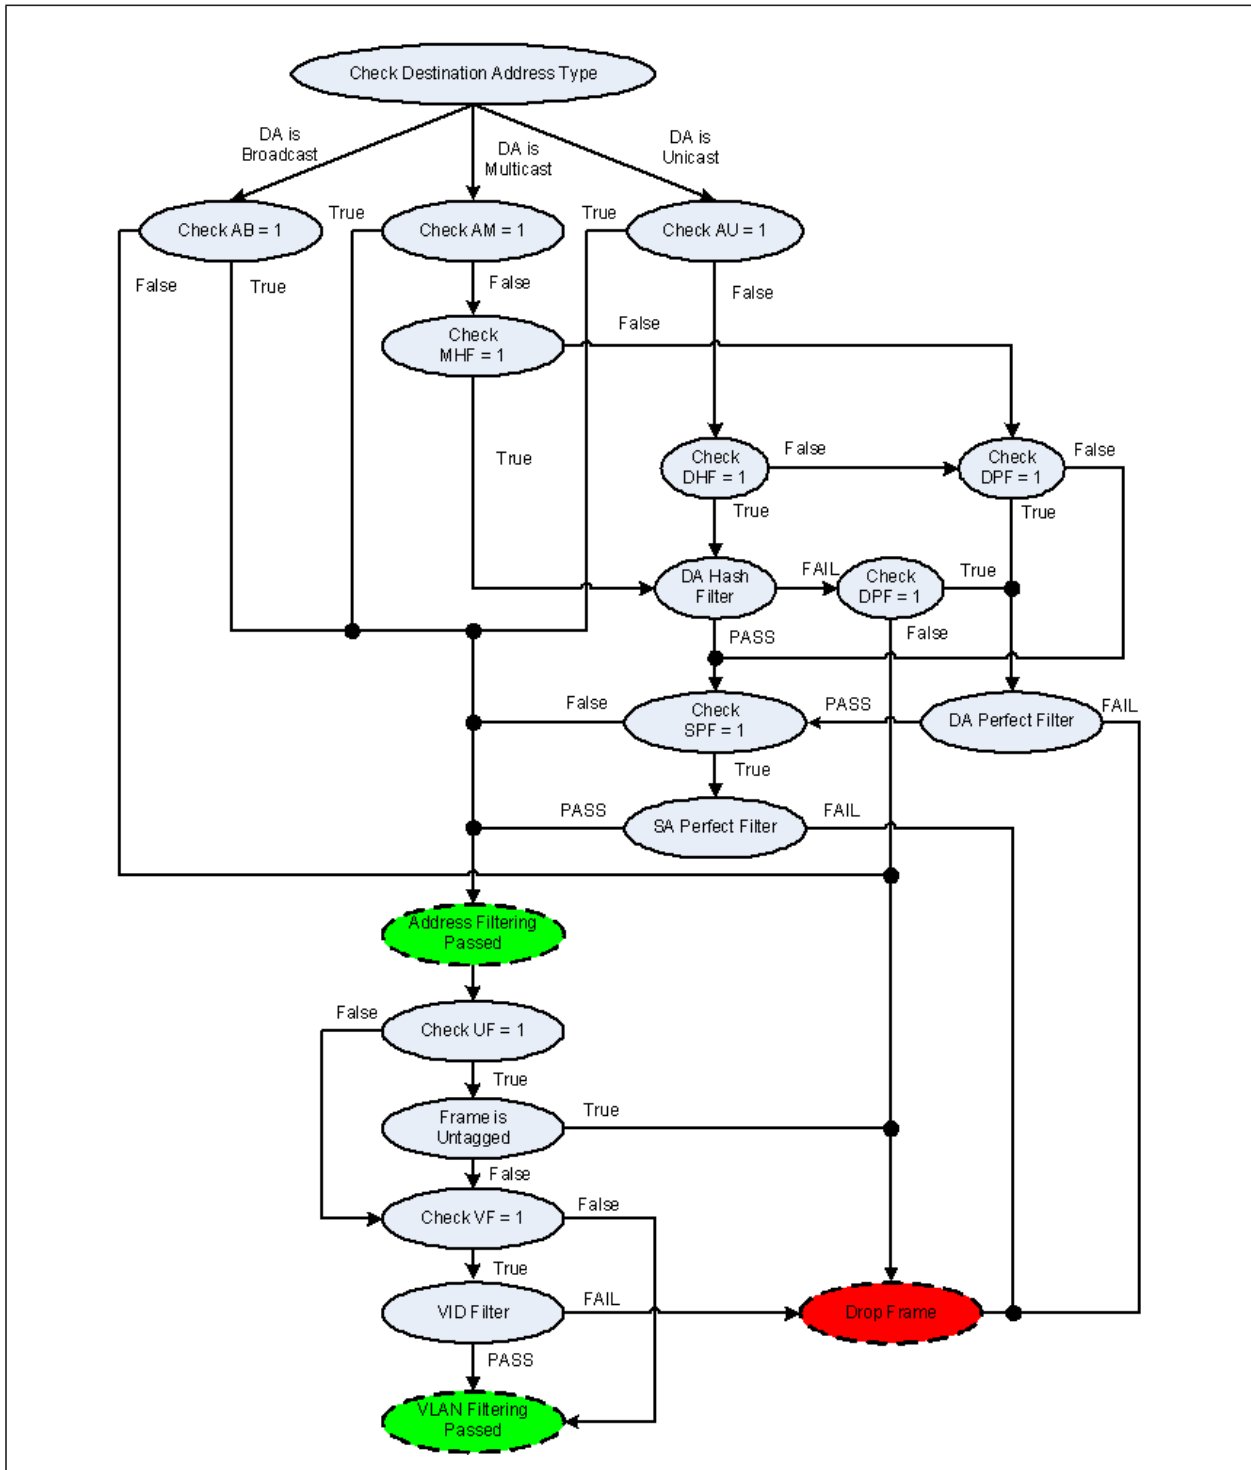 Check Destination Address Type
DA is
Broadcast
DA is
Multicast
DA is
Unicast
Check AB = 1
True
Check AM = 1
True
Check AU = 1
False
True
False
False
Check
MHF = 1
False
True
Check
DHF = 1
False
Check
DPF = 1
False
True
True
DA Hash
Filter
FAIL
Check
DPF = 1
True
PASS
False
False
Check
SPF = 1
PASS
DA Perfect Filter
FAIL
True
PASS
SA Perfect Filter
FAIL
Address Filtering
Passed
False
Check UF = 1
True
Frame is
Untagged
True
False
Check VF = 1
False
True
VID Filter
FAIL
Drop Frame
PASS
VLAN Filtering
Passed